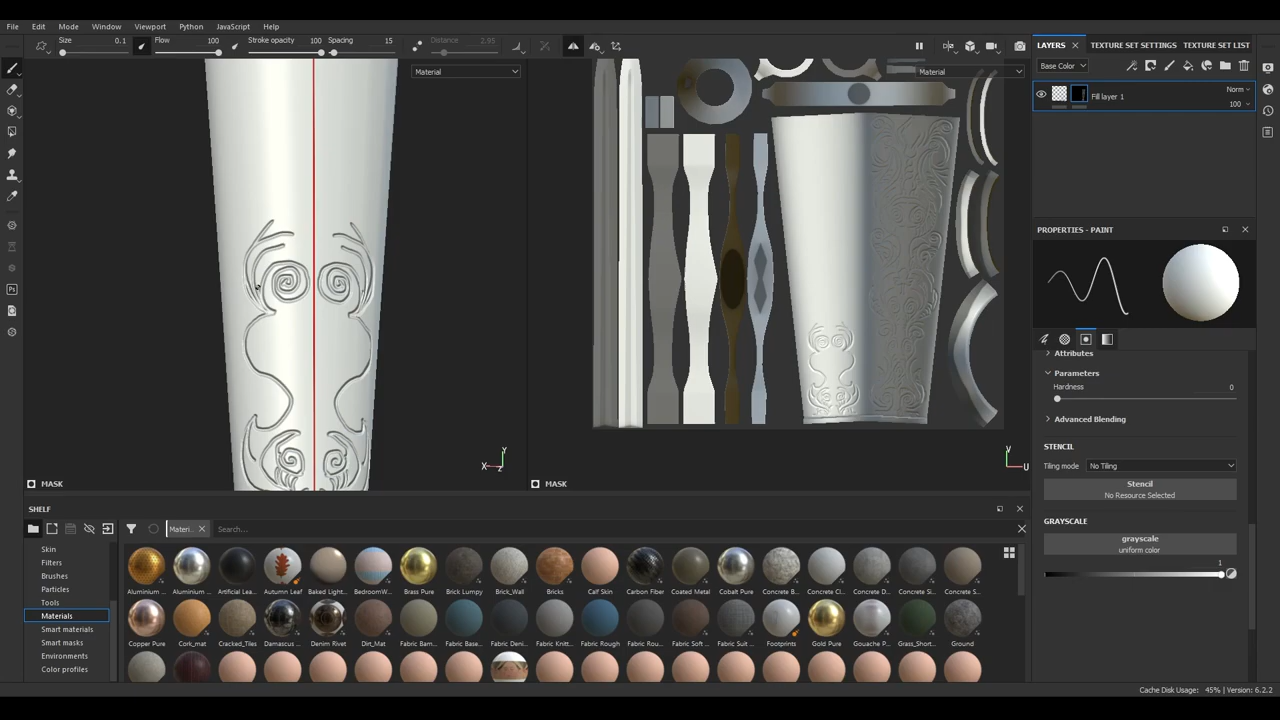 File Edit Mode Window Viewport Python JavaScript Help
Size 0.1 Flow 100 Stroke opacity 100 Spacing 15 Distance 2.95
Material
Material
LAYERS TEXTURE SET SETTINGS TEXTURE SET LIST
Base Color
Norm
Fill layer 1
100
PROPERTIES - PAINT
Attributes
Parameters
Hardness 0
Advanced Blending
STENCIL
Tiling mode No Tiling
Stencil
No Resource Selected
GRAYSCALE
grayscale
uniform color
1
Y
X Z
V
U
MASK
MASK
SHELF
Materi... Search...
Skin
Filters
Brushes
Particles
Tools
Materials
Smart materials
Smart masks
Environments
Color profiles
Aluminium ... Aluminium ... Artificial Lea... Autumn Leaf Baked Light... BedroomW... Brass Pure Brick Lumpy Brick_Wall Bricks Calf Skin Carbon Fiber Coated Metal Cobalt Pure Concrete B... Concrete Cl... Concrete D... Concrete S... Concrete S...
Copper Pure Cork_mat Cracked_Tiles Damascus ... Denim Rivet Dirt_Mat Fabric Barn... Fabric Base... Fabric Deni... Fabric Knitt... Fabric Rough Fabric Rou... Fabric Soft ... Fabric Suit ... Footprints Gold Pure Gouache P... Grass_Short... Ground
Cache Disk Usage: 45% | Version: 6.2.2